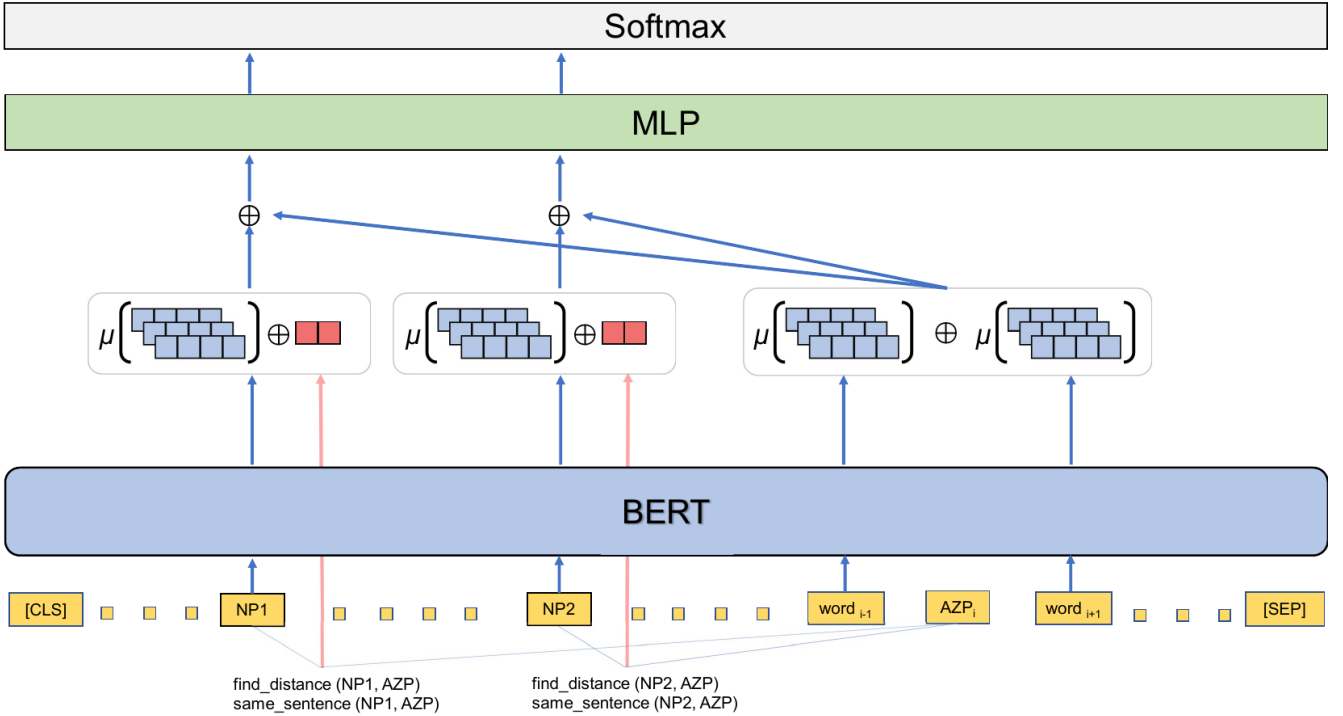 Softmax
MLP
⊕ ⊕
μ( ) ⊕ μ( ) ⊕ μ( ) ⊕ μ( )
BERT
[CLS] NP1 NP2 word i-1 AZP i word i+1 [SEP]
find_distance (NP1, AZP) find_distance (NP2, AZP)
same_sentence (NP1, AZP) same_sentence (NP2, AZP)